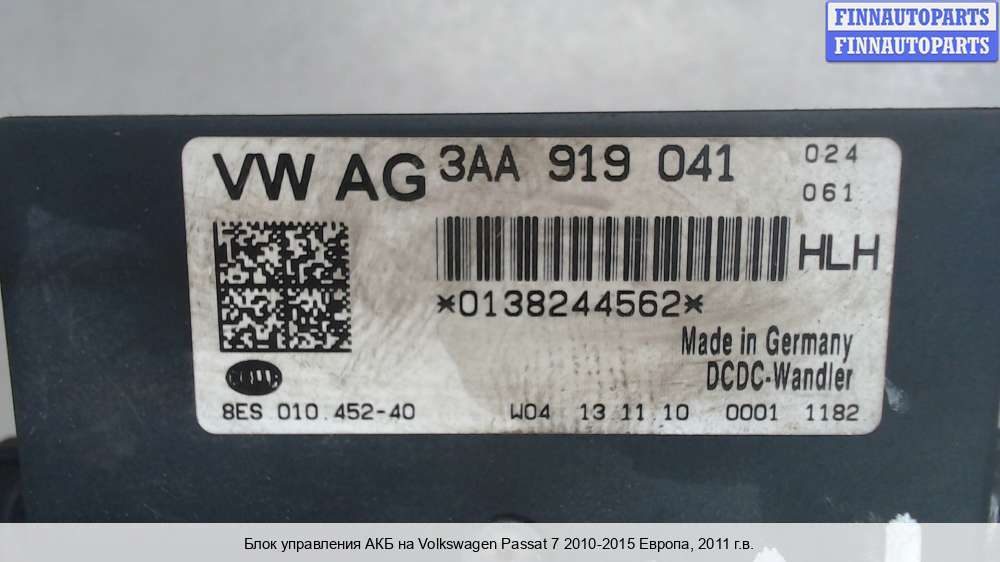 FINNAUTOPARTS
FINNAUTOPARTS
VW AG 3AA 919 041 024
061
HLH
*0138244562*
Made in Germany
DCDC-Wandler
8ES 010.452-40 W04 13.11.10 0001 1182
Блок управления АКБ на Volkswagen Passat 7 2010-2015 Европа, 2011 г.в.